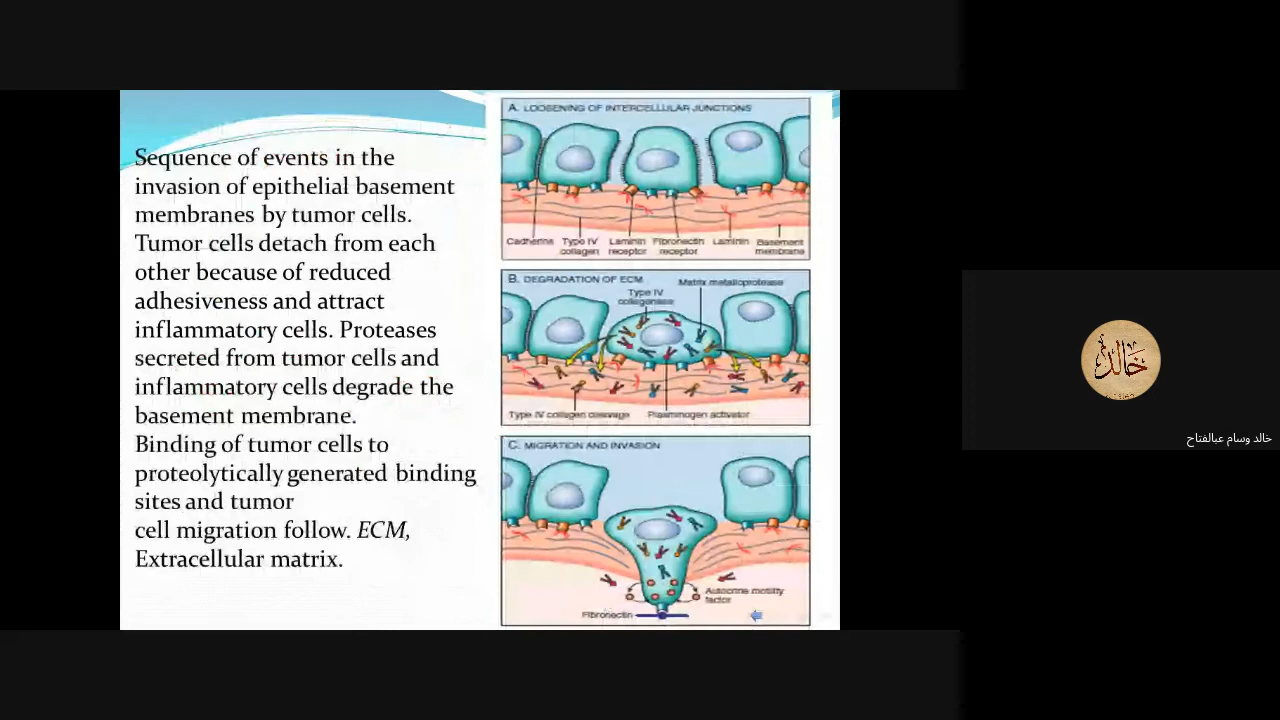 Sequence of events in the
invasion of epithelial basement
membranes by tumor cells.
Tumor cells detach from each
other because of reduced
adhesiveness and attract
inflammatory cells. Proteases
secreted from tumor cells and
inflammatory cells degrade the
basement membrane.
Binding of tumor cells to
proteolytically generated binding
sites and tumor
cell migration follow. ECM,
Extracellular matrix.
A. LOOSENING OF INTERCELLULAR JUNCTIONS
Cadherins
Type IV
collagen
Laminin
receptor
Fibronectin
receptor
Laminin
Basement
membrane
B. DEGRADATION OF ECM
Matrix metalloprotease
Type IV
collagenase
Type IV collagen cleavage
Plasminogen activator
C. MIGRATION AND INVASION
Autocrine motility
factor
Fibronectin
خالد
خالد وسام عبالفتاح